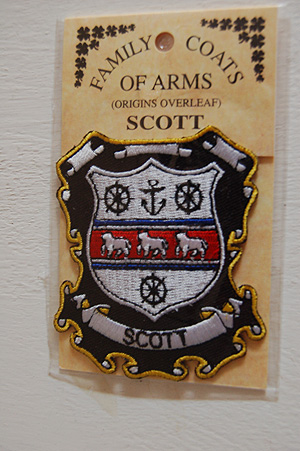 FAMILY COATS
OF ARMS
(ORIGINS OVERLEAF)
SCOTT
SCOTT